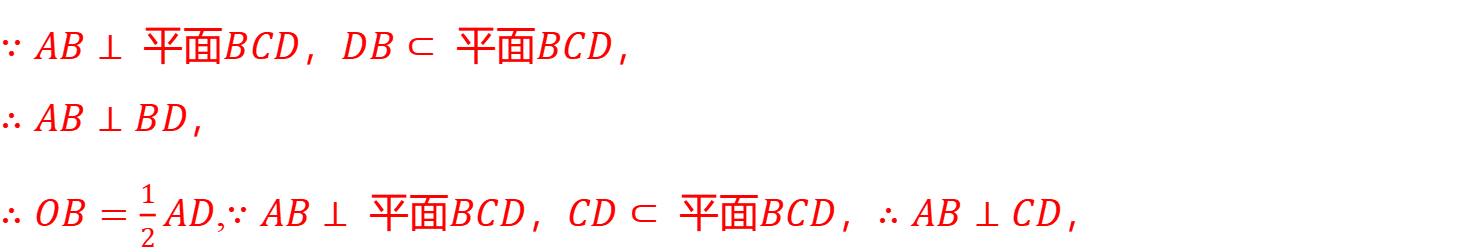 ∵ AB ⊥ 平面BCD，DB ⊂ 平面BCD，
∴ AB ⊥ BD，
∴ OB = \frac{1}{2} AD,∵ AB ⊥ 平面BCD，CD ⊂ 平面BCD，∴ AB ⊥ CD，